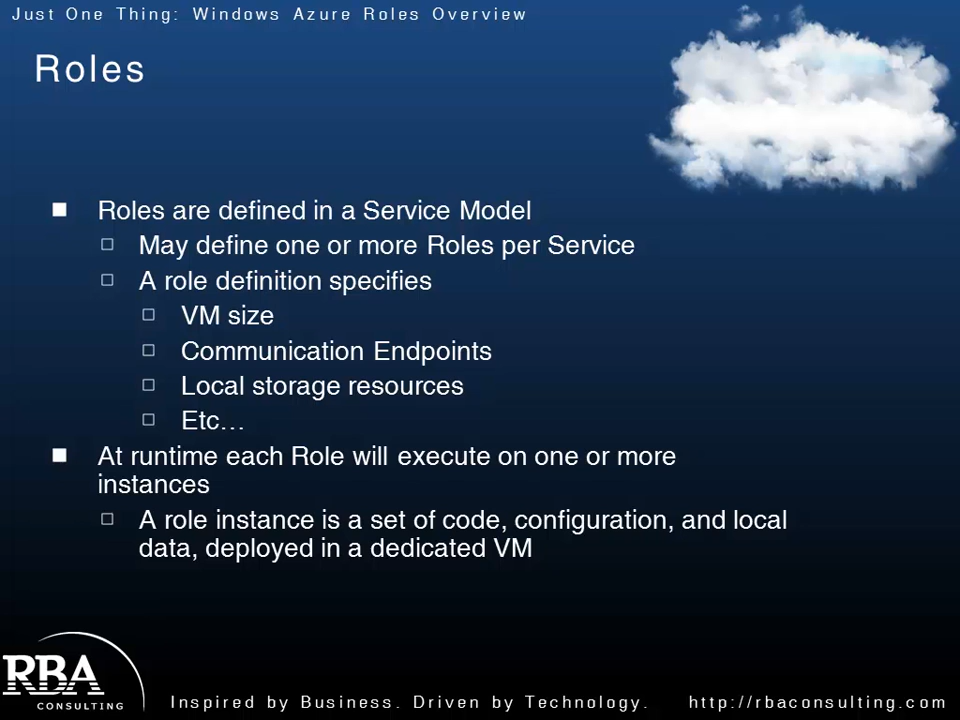 Just One Thing: Windows Azure Roles Overview
Roles
Roles are defined in a Service Model
May define one or more Roles per Service
A role definition specifies
VM size
Communication Endpoints
Local storage resources
Etc…
At runtime each Role will execute on one or more
instances
A role instance is a set of code, configuration, and local
data, deployed in a dedicated VM
RBA
CONSULTING
Inspired by Business. Driven by Technology.
http://rbaconsulting.com